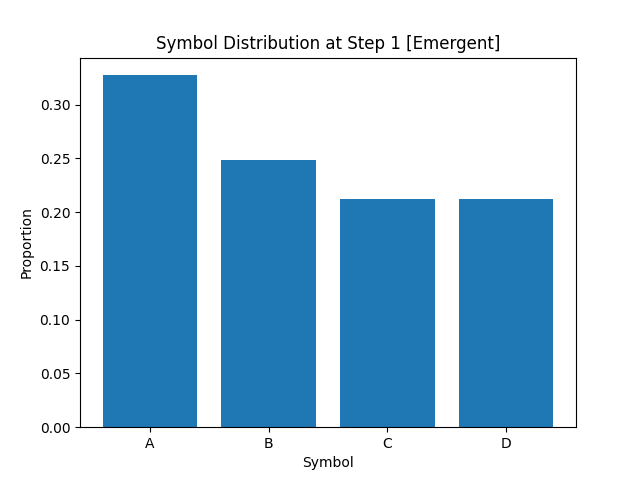 Symbol Distribution at Step 1 [Emergent]
Proportion
0.30
0.25
0.20
0.15
0.10
0.05
0.00
A B C D
Symbol